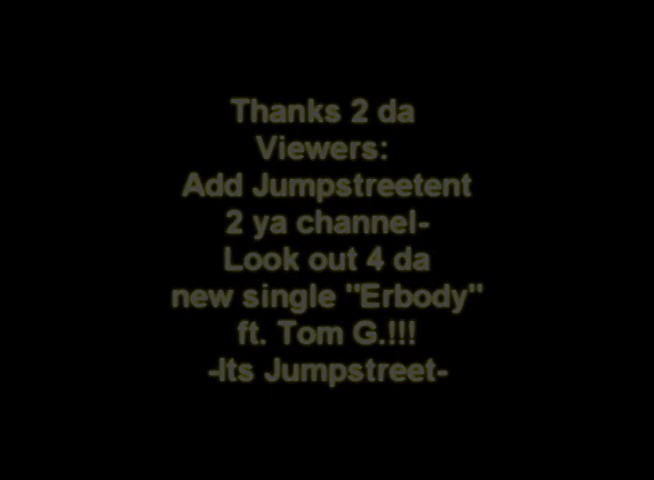 Thanks 2 da
Viewers:
Add Jumpstreetent
2 ya channel-
Look out 4 da
new single "Erbody"
ft. Tom G.!!!
-Its Jumpstreet-